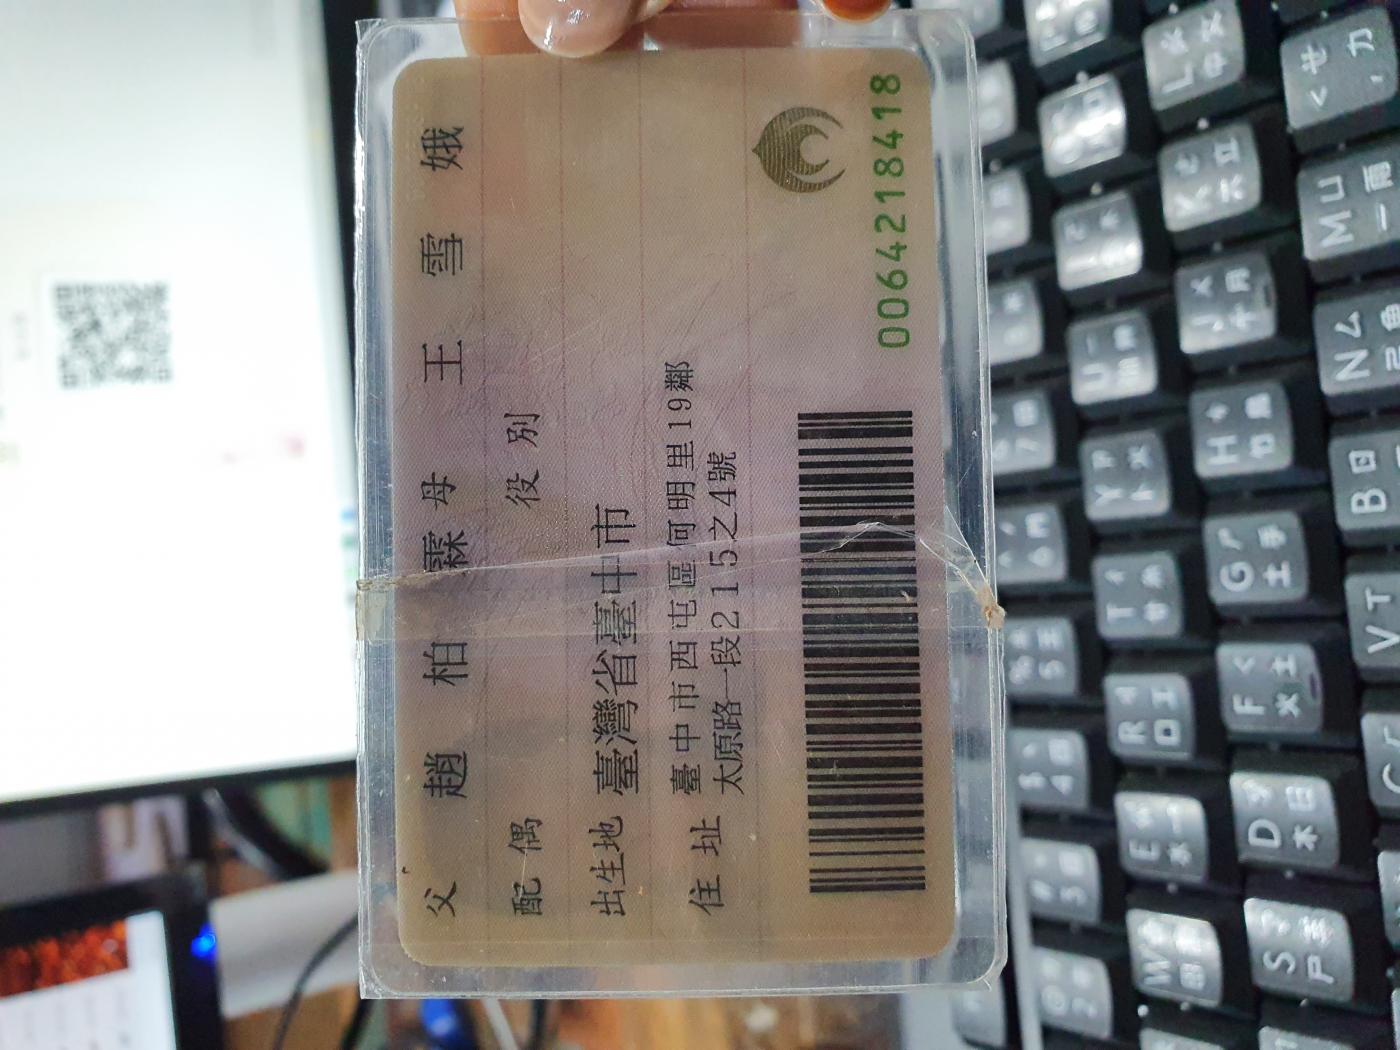 父 趙 柏 霖 母 王 雪 娥
配 偶 役 別
出生地 臺灣省臺中市
住 址 臺中市西屯區何明里19鄰
太原路一段215之4號
0064218418